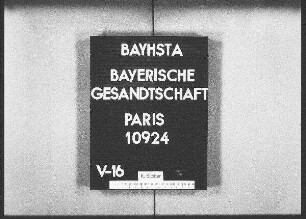 BAYHSTA
BAYERISCHE
GESANDTSCHAFT
PARIS
10924
V-16